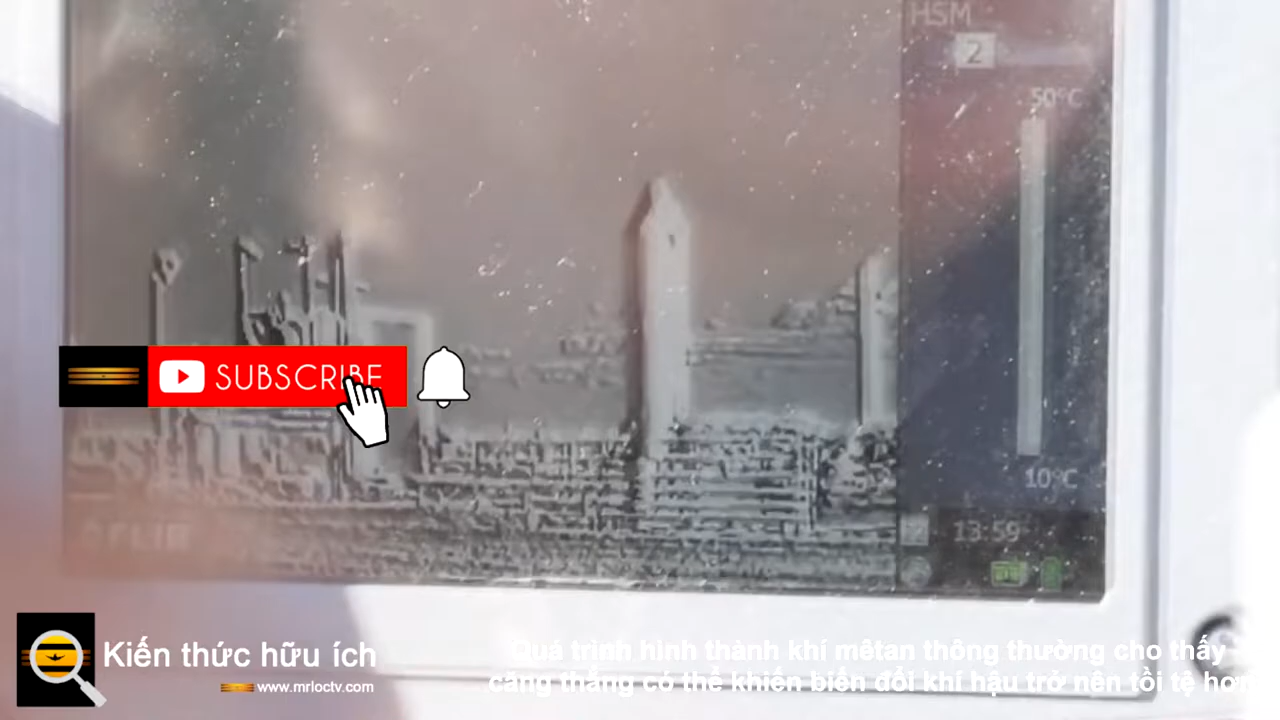 HSM
2
50°C
SUBSCRIBE
10°C
13:59
Kiến thức hữu ích
www.mrloctv.com
Quá trình hình thành khí mêtan thông thường cho thấy
căng thẳng có thể khiến biến đổi khí hậu trở nên tồi tệ hơn